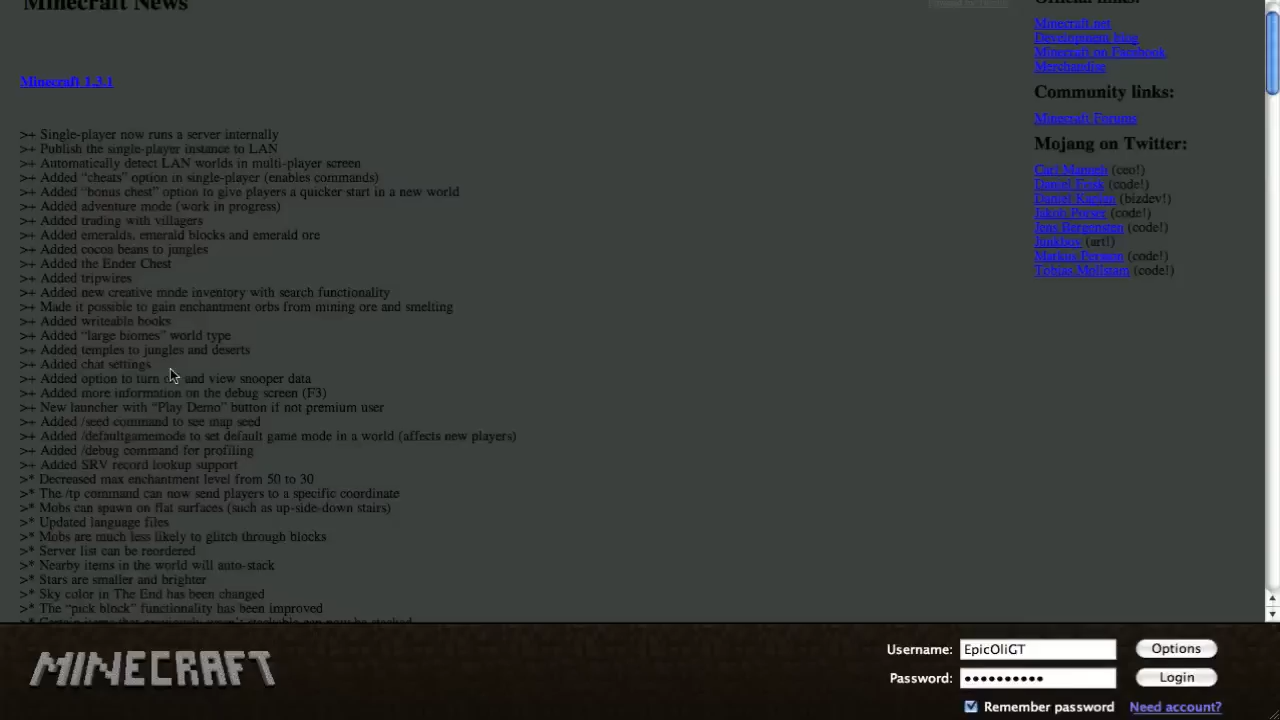 Minecraft News
Minecraft 1.3.1
>+ Single-player now runs a server internally
>+ Publish the single-player instance to LAN
>+ Automatically detect LAN worlds in multi-player screen
>+ Added “cheats” option in single-player (enables commands)
>+ Added “bonus chest” option to give players a quicker start in a new world
>+ Added adventure mode (work in progress)
>+ Added trading with villagers
>+ Added emeralds, emerald blocks and emerald ore
>+ Added cocoa beans to jungles
>+ Added the Ender Chest
>+ Added tripwires
>+ Added new creative mode inventory with search functionality
>+ Made it possible to gain enchantment orbs from mining ore and smelting
>+ Added writeable books
>+ Added “large biomes” world type
>+ Added temples to jungles and deserts
>+ Added chat settings
>+ Added option to turn and view snooper data
>+ Added more information on the debug screen (F3)
>+ New launcher with “Play Demo” button if not premium user
>+ Added /seed command to see map seed
>+ Added /defaultgamemode to set default game mode in a world (affects new players)
>+ Added /debug command for profiling
>+ Added SRV record lookup support
>* Decreased max enchantment level from 50 to 30
>* The /tp command can now send players to a specific coordinate
>* Mobs can spawn on flat surfaces (such as up-side-down stairs)
>* Updated language files
>* Mobs are much less likely to glitch through blocks
>* Server list can be reordered
>* Nearby items in the world will auto-stack
>* Stars are smaller and brighter
>* Sky color in The End has been changed
>* The “pick block” functionality has been improved
Official links:
Minecraft.net
Development blog
Minecraft on Facebook
Merchandise
Community links:
Minecraft Forums
Mojang on Twitter:
Carl Manneh (ceo!)
Daniel Frisk (code!)
Daniel Kaplan (bizdev!)
Jakob Porser (code!)
Jens Bergensten (code!)
Junkboy (art!)
Markus Persson (code!)
Tobias Mollstam (code!)
MINECRAFT
Username: EpicOliGT
Options
Password: ••••••••••
Login
Remember password
Need account?